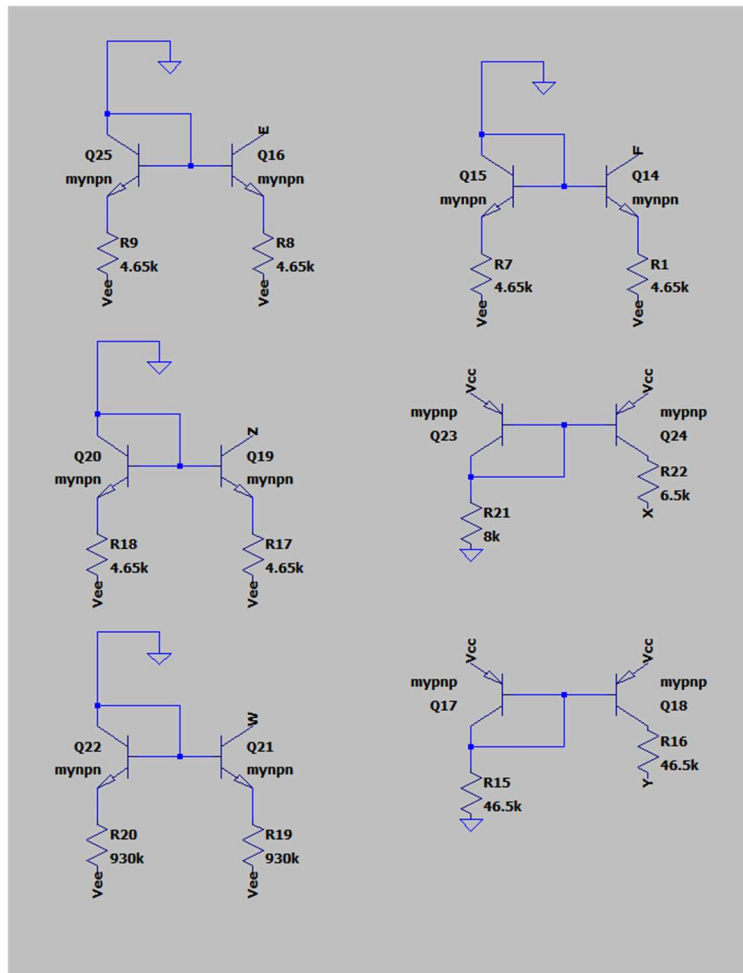 E
Q25
Q16
mynpn
mynpn
R9
4.65k
R8
4.65k
Vee
Vee
F
Q15
Q14
mynpn
mynpn
R7
4.65k
R1
4.65k
Vee
Vee
Z
Q20
Q19
mynpn
mynpn
R18
4.65k
R17
4.65k
Vee
Vee
Vcc
Vcc
mypnp
mypnp
Q23
Q24
R22
6.5k
X
R21
8k
W
Q22
Q21
mynpn
mynpn
R20
930k
R19
930k
Vee
Vee
Vcc
Vcc
mypnp
mypnp
Q17
Q18
R16
46.5k
Y
R15
46.5k